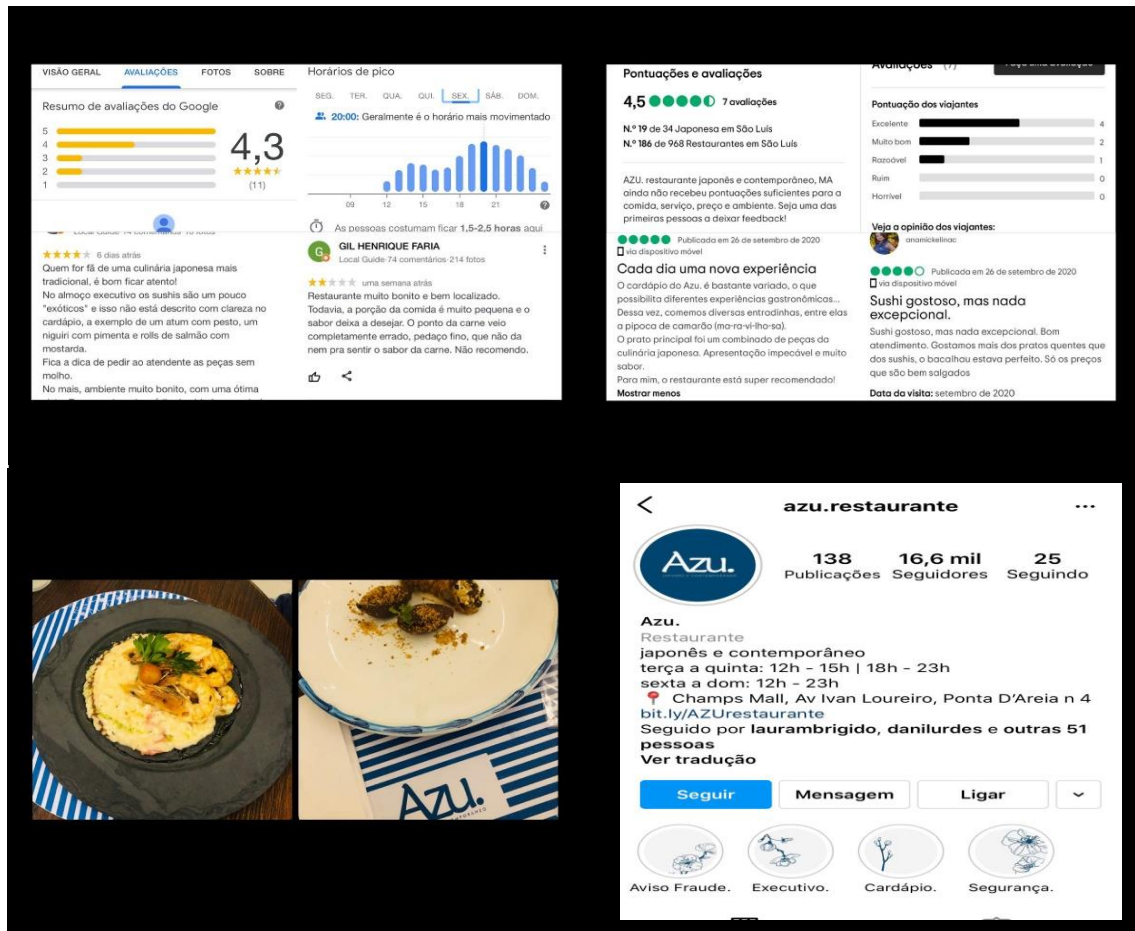 VISÃO GERAL
AVALIAÇÕES
FOTOS
SOBRE
Resumo de avaliações do Google
5
4
3
2
1
4,3
(11)
6 dias atrás
Quem for fã de uma culinária japonesa mais
tradicional, é bom ficar atento!
No almoço executivo os sushis são um pouco
"exóticos" e isso não está descrito com clareza no
cardápio, a exemplo de um atum com pesto, um
niguiri com pimenta e rolls de salmão com
mostarda.
Fica a dica de pedir ao atendente as peças sem
molho.
No mais, ambiente muito bonito, com uma ótima
Horários de pico
SEG. TER. QUA. QUI. SEX. SÁB. DOM.
20:00: Geralmente é o horário mais movimentado
09 12 15 18 21
As pessoas costumam ficar 1,5-2,5 horas aqui
G
GIL HENRIQUE FARIA
Local Guide·74 comentários·214 fotos
uma semana atrás
Restaurante muito bonito e bem localizado.
Todavia, a porção da comida é muito pequena e o
sabor deixa a desejar. O ponto da carne veio
completamente errado, pedaço fino, que não da
nem pra sentir o sabor da carne. Não recomendo.
Pontuações e avaliações
4,5 7 avaliações
N.º 19 de 34 Japonesa em São Luís
N.º 186 de 968 Restaurantes em São Luís
AZU. restaurante japonês e contemporâneo, MA
ainda não recebeu pontuações suficientes para a
comida, serviço, preço e ambiente. Seja uma das
primeiras pessoas a deixar feedback!
Publicada em 26 de setembro de 2020
via dispositivo móvel
Cada dia uma nova experiência
O cardápio do Azu. é bastante variado, o que
possibilita diferentes experiências gastronômicas...
Dessa vez, comemos diversas entradinhas, entre elas
a pipoca de camarão (ma-ra-vi-lho-sa).
O prato principal foi um combinado de peças da
culinária japonesa. Apresentação impecável e muito
sabor.
Para mim, o restaurante está super recomendado!
Mostrar menos
Avaliações (7)
Pontuação dos viajantes
Excelente 4
Muito bom 2
Razoável 1
Ruim 0
Horrível 0
Veja a opinião dos viajantes:
anamickelinac
Publicada em 26 de setembro de 2020
via dispositivo móvel
Sushi gostoso, mas nada
excepcional.
Sushi gostoso, mas nada excepcional. Bom
atendimento. Gostamos mais dos pratos quentes que
dos sushis, o bacalhau estava perfeito. Só os preços
que são bem salgados
Data da visita: setembro de 2020
AZU.
azu.restaurante
AZU.
138 16,6 mil 25
Publicações Seguidores Seguindo
Azu.
Restaurante
japonês e contemporâneo
terça a quinta: 12h - 15h | 18h - 23h
sexta a dom: 12h - 23h
Champs Mall, Av Ivan Loureiro, Ponta D'Areia n 4
bit.ly/AZUrestaurante
Seguido por laurambrigido, danilurdes e outras 51
pessoas
Ver tradução
Seguir
Mensagem
Ligar
Aviso Fraude. Executivo. Cardápio. Segurança.